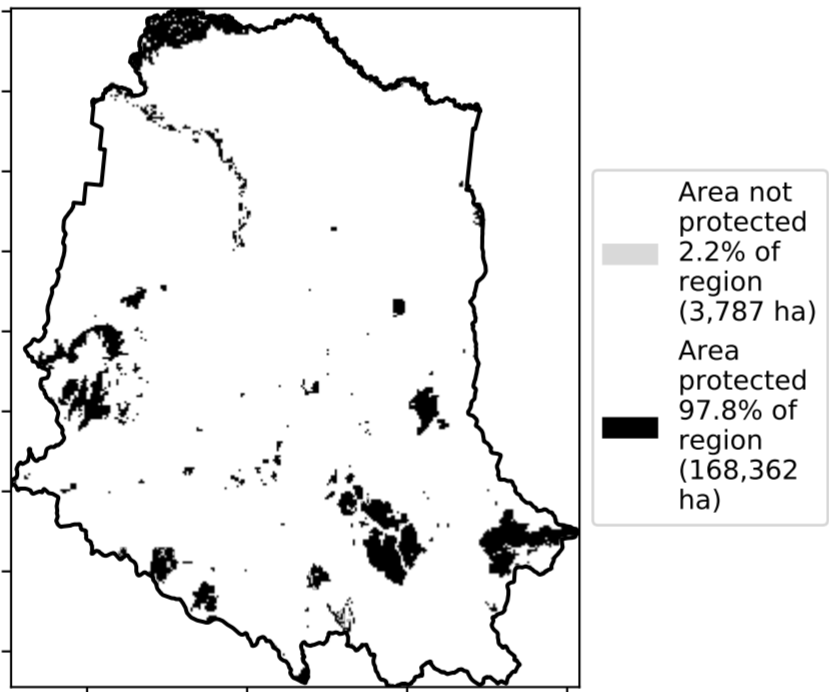 Area not
protected
2.2% of
region
(3,787 ha)
Area
protected
97.8% of
region
(168,362
ha)